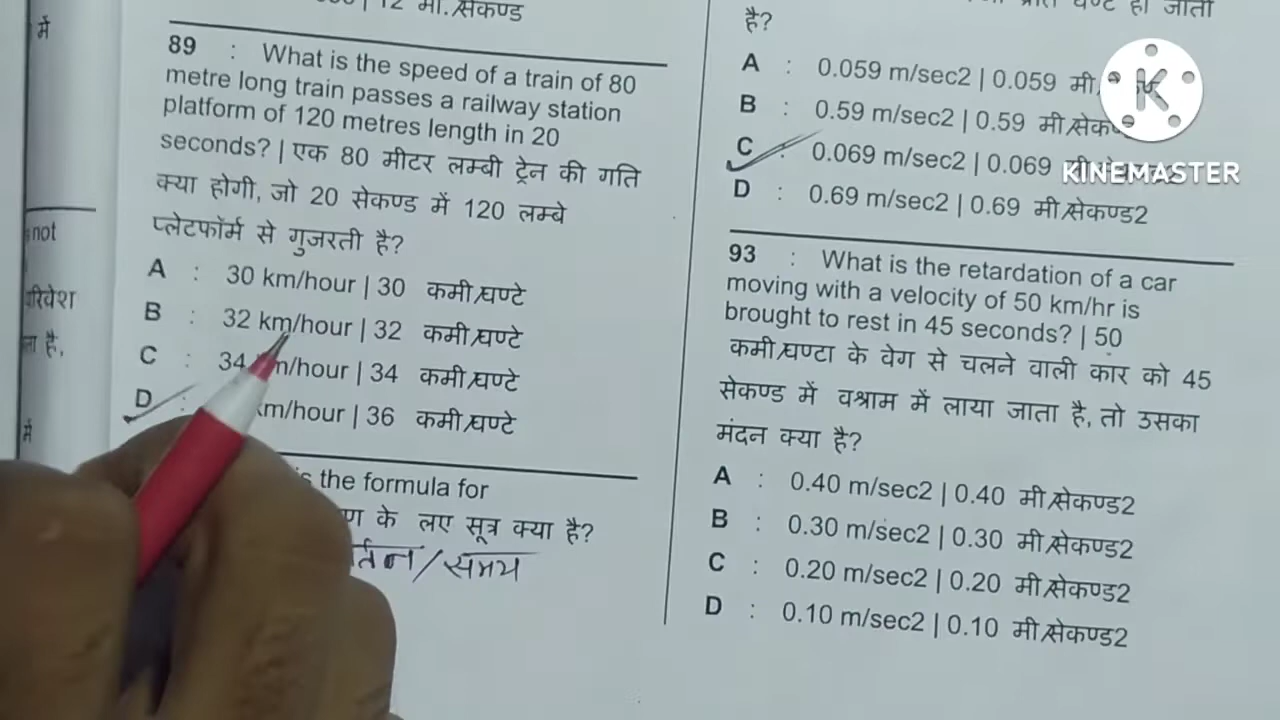 में
12 मी./सेकण्ड
89 : What is the speed of a train of 80
metre long train passes a railway station
platform of 120 metres length in 20
seconds? | एक 80 मीटर लम्बी ट्रेन की गति
क्या होगी, जो 20 सेकण्ड में 120 लम्बे
प्लेटफॉर्म से गुजरती है?
A : 30 km/hour | 30 कमी/घण्टे
B : 32 km/hour | 32 कमी/घण्टे
C : 34 km/hour | 34 कमी/घण्टे
D : km/hour | 36 कमी/घण्टे
the formula for
के लए सूत्र क्या है?
/ समय
not
में
है?
A : 0.059 m/sec2 | 0.059
B : 0.59 m/sec2 | 0.59
C : 0.069 m/sec2 | 0.069
D : 0.69 m/sec2 | 0.69 मी/सेकण्ड2
93 : What is the retardation of a car
moving with a velocity of 50 km/hr is
brought to rest in 45 seconds? | 50
कमी/घण्टा के वेग से चलने वाली कार को 45
सेकण्ड में वश्राम में लाया जाता है, तो उसका
मंदन क्या है?
A : 0.40 m/sec2 | 0.40 मी/सेकण्ड2
B : 0.30 m/sec2 | 0.30 मी/सेकण्ड2
C : 0.20 m/sec2 | 0.20 मी/सेकण्ड2
D : 0.10 m/sec2 | 0.10 मी/सेकण्ड2
K
KINEMASTER